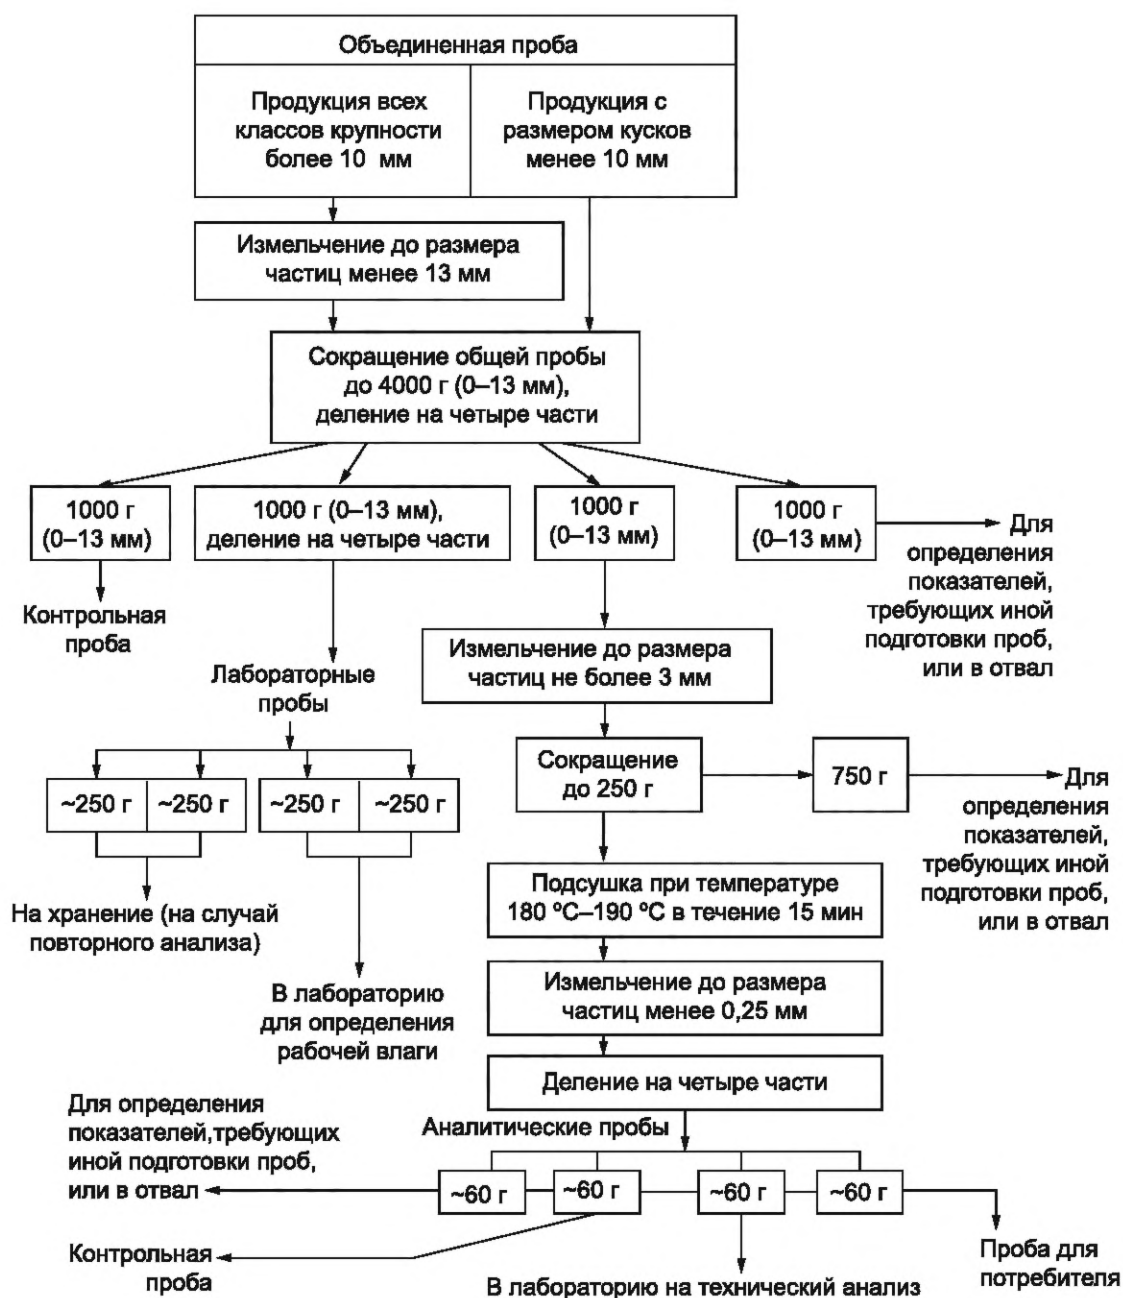 Объединенная проба
Продукция всех
классов крупности
более 10 мм
Продукция с
размером кусков
менее 10 мм
Измельчение до размера
частиц менее 13 мм
Сокращение общей пробы
до 4000 г (0–13 мм),
деление на четыре части
1000 г
(0–13 мм)
1000 г (0–13 мм),
деление на четыре части
1000 г
(0–13 мм)
1000 г
(0–13 мм)
Для
определения
показателей,
требующих иной
подготовки проб,
или в отвал
Контрольная
проба
Лабораторные
пробы
Измельчение до размера
частиц не более 3 мм
Сокращение
до 250 г
750 г
Для
определения
показателей,
требующих иной
подготовки проб,
или в отвал
~250 г
~250 г
~250 г
~250 г
На хранение (на случай
повторного анализа)
В лабораторию
для определения
рабочей влаги
Подсушка при температуре
180 ºС–190 ºС в течение 15 мин
Измельчение до размера
частиц менее 0,25 мм
Деление на четыре части
Аналитические пробы
Для определения
показателей,требующих
иной подготовки проб,
или в отвал
~60 г
~60 г
~60 г
~60 г
Контрольная
проба
В лабораторию на технический анализ
Проба для
потребителя